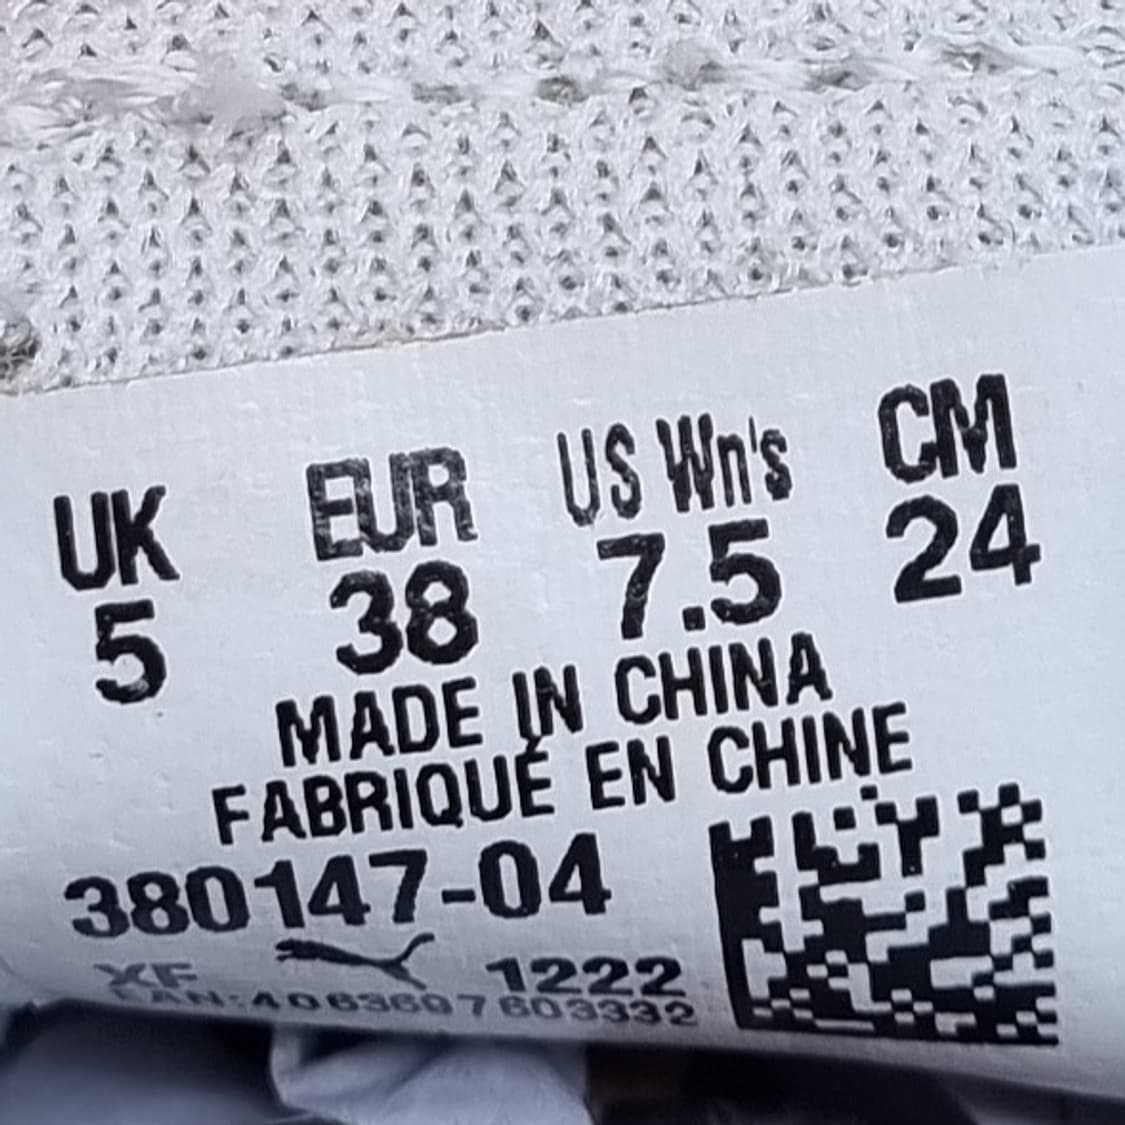 UK EUR US Wn's CM
5 38 7.5 24
MADE IN CHINA
FABRIQUÉ EN CHINE
380147-04
XF 1222
EAN:4063697603332